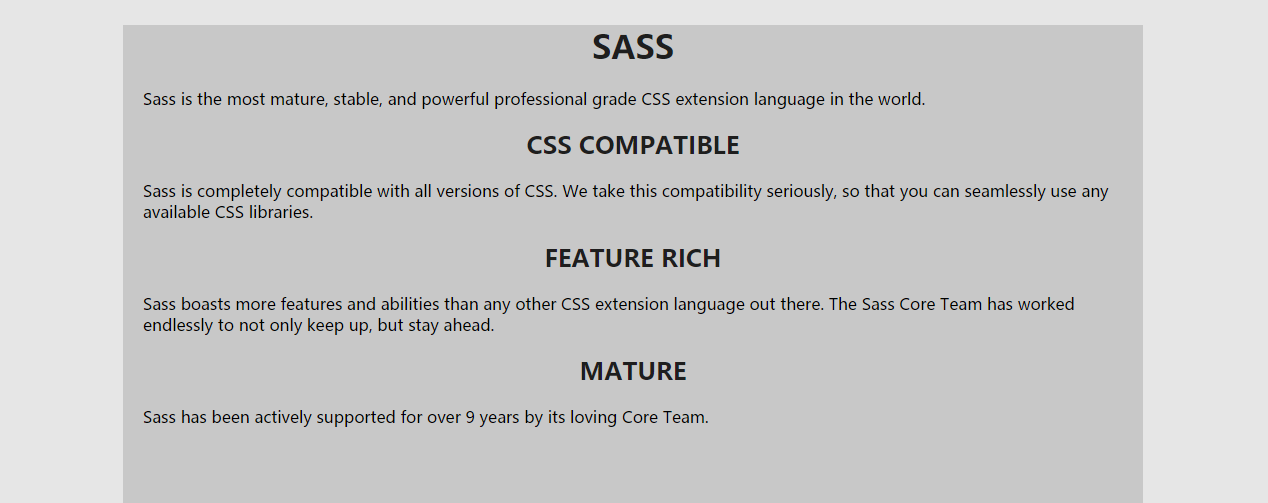 SASS
Sass is the most mature, stable, and powerful professional grade CSS extension language in the world.
CSS COMPATIBLE
Sass is completely compatible with all versions of CSS. We take this compatibility seriously, so that you can seamlessly use any
available CSS libraries.
FEATURE RICH
Sass boasts more features and abilities than any other CSS extension language out there. The Sass Core Team has worked
endlessly to not only keep up, but stay ahead.
MATURE
Sass has been actively supported for over 9 years by its loving Core Team.